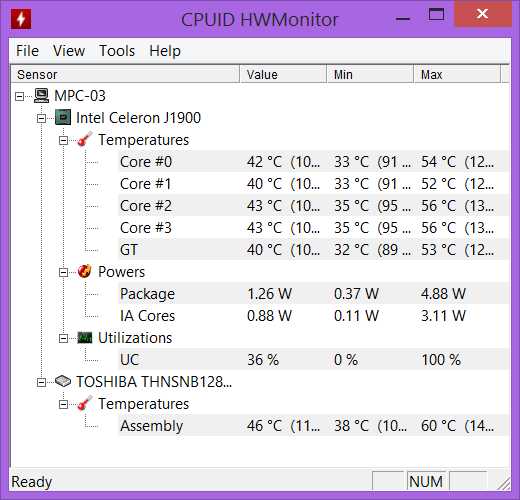 CPUID HWMonitor
File View Tools Help
Sensor Value Min Max
MPC-03
Intel Celeron J1900
Temperatures
Core #0 42 °C (10... 33 °C (91 ... 54 °C (12...
Core #1 40 °C (10... 33 °C (91 ... 52 °C (12...
Core #2 43 °C (10... 35 °C (95 ... 56 °C (13...
Core #3 43 °C (10... 35 °C (95 ... 56 °C (13...
GT 40 °C (10... 32 °C (89 ... 53 °C (12...
Powers
Package 1.26 W 0.37 W 4.88 W
IA Cores 0.88 W 0.11 W 3.11 W
Utilizations
UC 36 % 0 % 100 %
TOSHIBA THNSNB128...
Temperatures
Assembly 46 °C (11... 38 °C (10... 60 °C (14...
Ready NUM